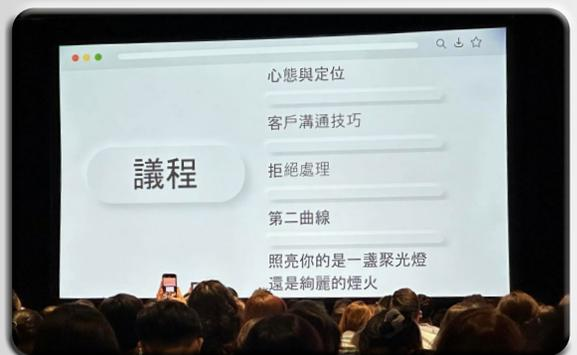 議程
心態與定位
客戶溝通技巧
拒絕處理
第二曲線
照亮你的是一盞聚光燈
還是絢麗的煙火